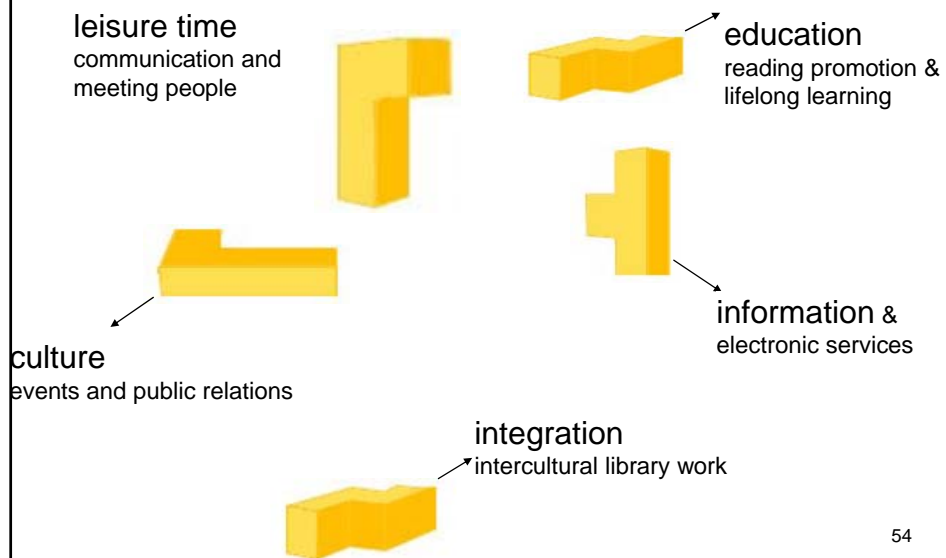 leisure time
communication and
meeting people
education
reading promotion &
lifelong learning
information &
electronic services
culture
events and public relations
integration
intercultural library work
54